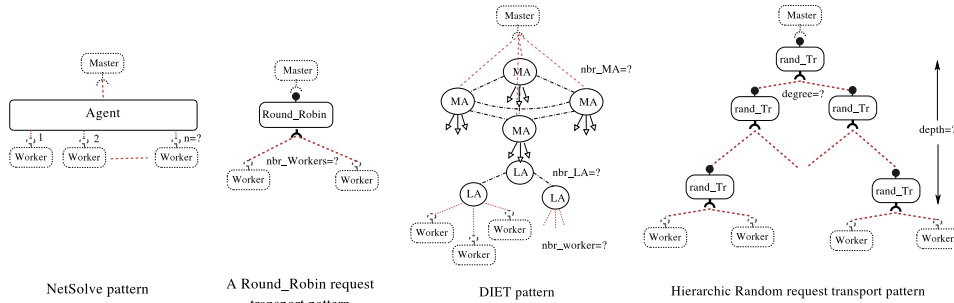 Master
Agent
1
2
n=?
Worker
Worker
Worker
NetSolve pattern
Master
Round_Robin
nbr_Workers=?
Worker
Worker
A Round_Robin request
transport pattern
Master
nbr_MA=?
MA
MA
MA
MA
LA
nbr_LA=?
LA
LA
Worker
Worker
Worker
nbr_worker=?
DIET pattern
Master
rand_Tr
degree=?
rand_Tr
rand_Tr
depth=?
rand_Tr
rand_Tr
Worker
Worker
Worker
Worker
Hierarchic Random request transport pattern